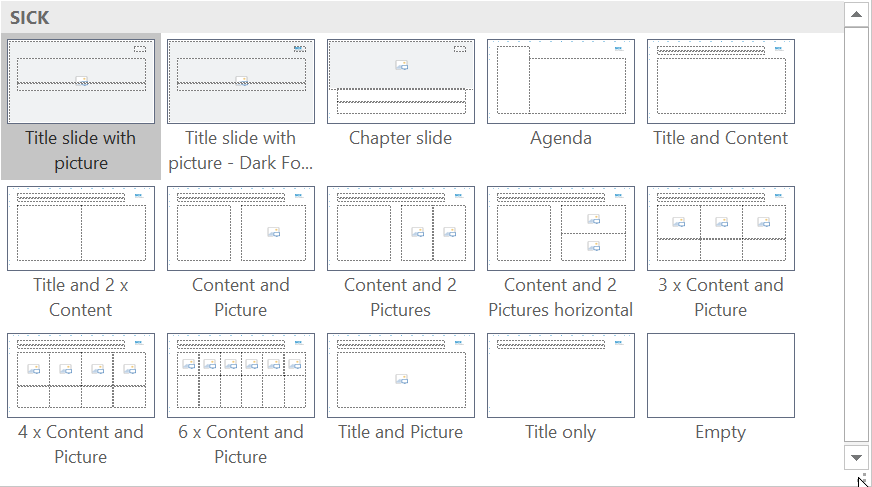 SICK
Title slide with
picture
Title slide with
picture - Dark Fo...
Chapter slide
Agenda
Title and Content
Title and 2 x
Content
Content and
Picture
Content and 2
Pictures
Content and 2
Pictures horizontal
3 x Content and
Picture
4 x Content and
Picture
6 x Content and
Picture
Title and Picture
Title only
Empty